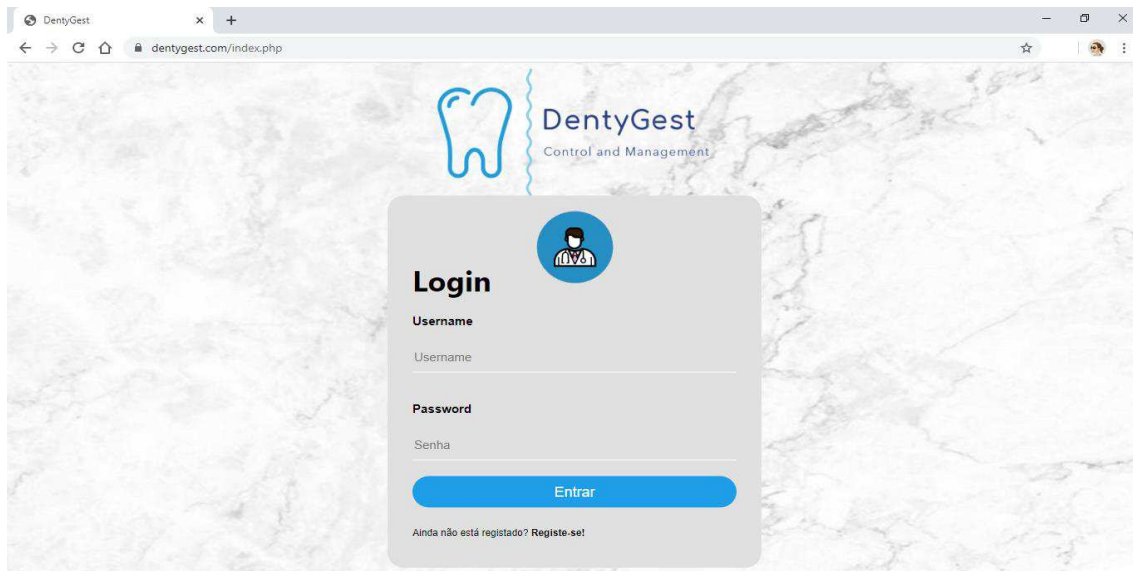 DentyGest
dentygest.com/index.php
DentyGest
Control and Management
Login
Username
Username
Password
Senha
Entrar
Ainda não está registado? Registe-se!